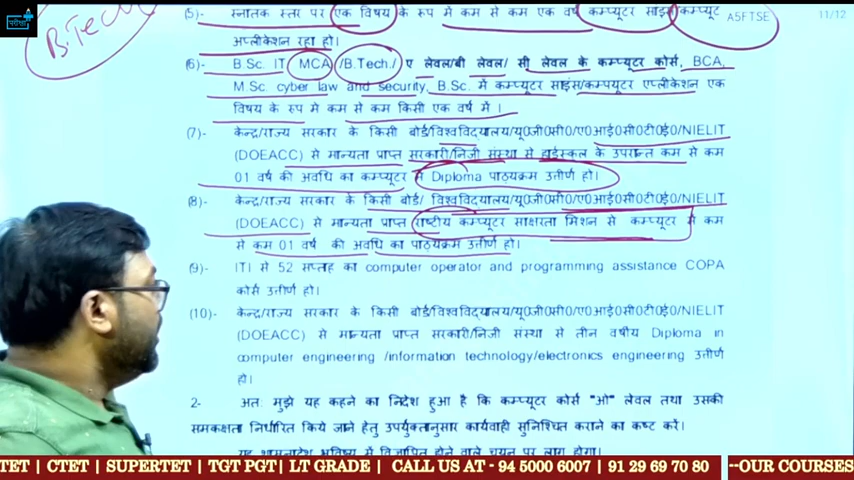 (5)- स्नातक स्तर पर एक विषय के रूप में कम से कम एक वर्ष कम्प्यूटर साइंस/कम्प्यूटर
A5FTSE
11/12
B.Tech
परीक्षा
अप्लीकेशन रहा हो।
(6)- B.Sc. IT MCA /B.Tech./ ए लेवल/बी लेवल/ सी लेवल के कम्प्यूटर कोर्स, BCA,
M.Sc. cyber law and security, B.Sc. में कम्प्यूटर साइंस/कम्पयूटर एप्लीकेशन एक
विषय के रूप में कम से कम किसी एक वर्ष में ।
(7)- केन्द्र/राज्य सरकार के किसी बोर्ड/विश्वविद्यालय/यू0जी0सी0/ए0आई0सी0टी0ई0/NIELIT
(DOEACC) से मान्यता प्राप्त सरकारी/निजी संस्था से हाईस्कूल के उपरान्त कम से कम
01 वर्ष की अवधि का कम्प्यूटर में Diploma पाठ्यक्रम उत्तीर्ण हो।
(8)- केन्द्र/राज्य सरकार के किसी बोर्ड/ विश्वविद्यालय/यू0जी0सी0/ए0आई0सी0टी0ई0/NIELIT
(DOEACC) से मान्यता प्राप्त राष्टीय कम्प्यूटर साक्षरता मिशन से कम्प्यूटर में कम
से कम 01 वर्ष की अवधि का पाठ्यक्रम उत्तीर्ण हो।
(9)- ITI से 52 सप्ताह का computer operator and programming assistance COPA
कोर्स उत्तीर्ण हो।
(10)- केन्द्र/राज्य सरकार के किसी बोर्ड/विश्वविद्यालय/यू0जी0सी0/ए0आई0सी0टी0ई0/NIELIT
(DOEACC) से मान्यता प्राप्त सरकारी/निजी संस्था से तीन वर्षीय Diploma in
computer engineering /information technology/electronics engineering उत्तीर्ण
हो।
2- अतः मुझे यह कहने का निदेश हुआ है कि कम्प्यूटर कोर्स "ओ" लेवल तथा उसकी
समकक्षता निर्धारित किये जाने हेतु उपर्युक्तानुसार कार्यवाही सुनिश्चित कराने का कष्ट करें।
यह शासनादेश भविष्य में विज्ञापित होने वाले चयन पर लागू होगा।
TET | CTET | SUPERTET | TGT PGT| LT GRADE | CALL US AT - 94 5000 6007 | 91 29 69 70 80 --OUR COURSES